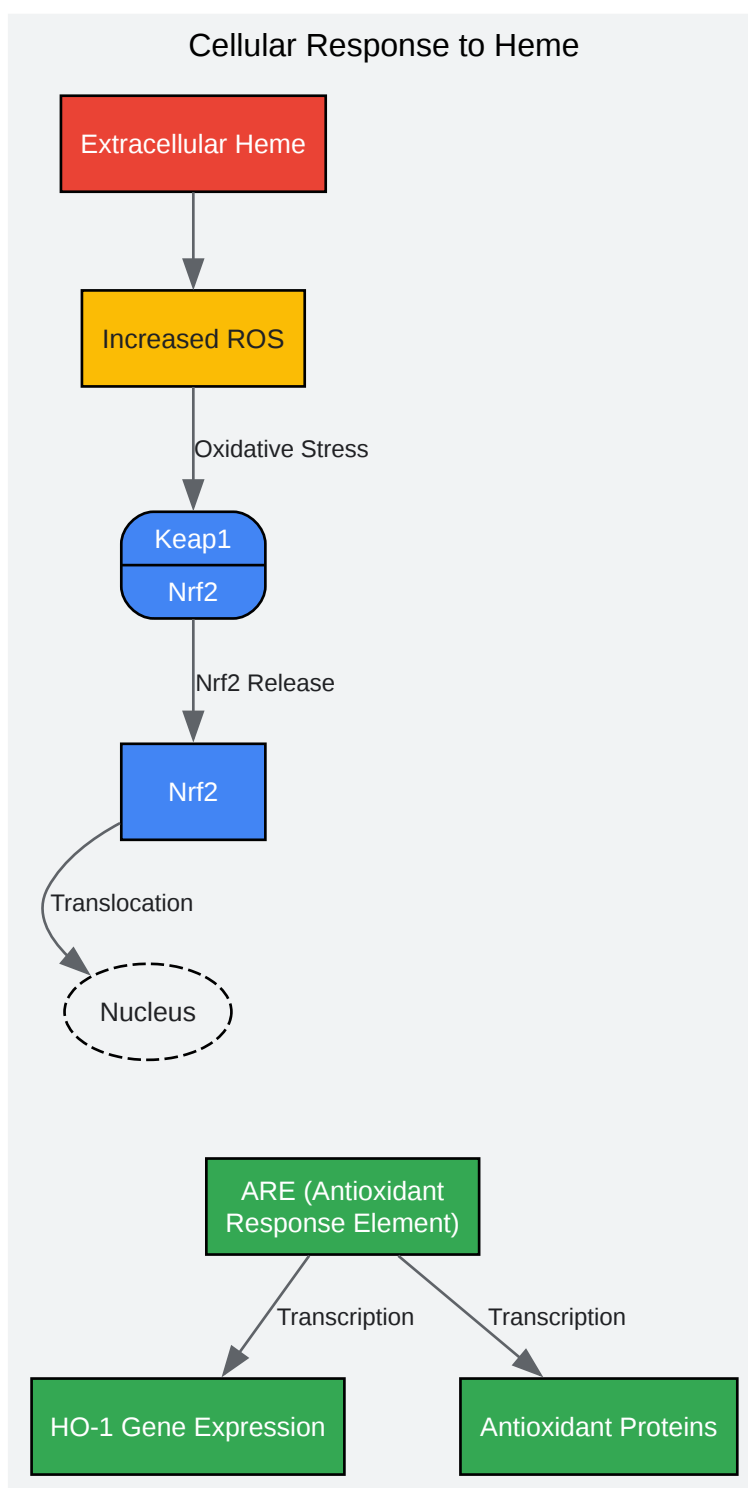 Cellular Response to Heme
Extracellular Heme
Increased ROS
Oxidative Stress
Keap1
Nrf2
Nrf2 Release
Nrf2
Translocation
Nucleus
ARE (Antioxidant
Response Element)
Transcription
Transcription
HO-1 Gene Expression
Antioxidant Proteins